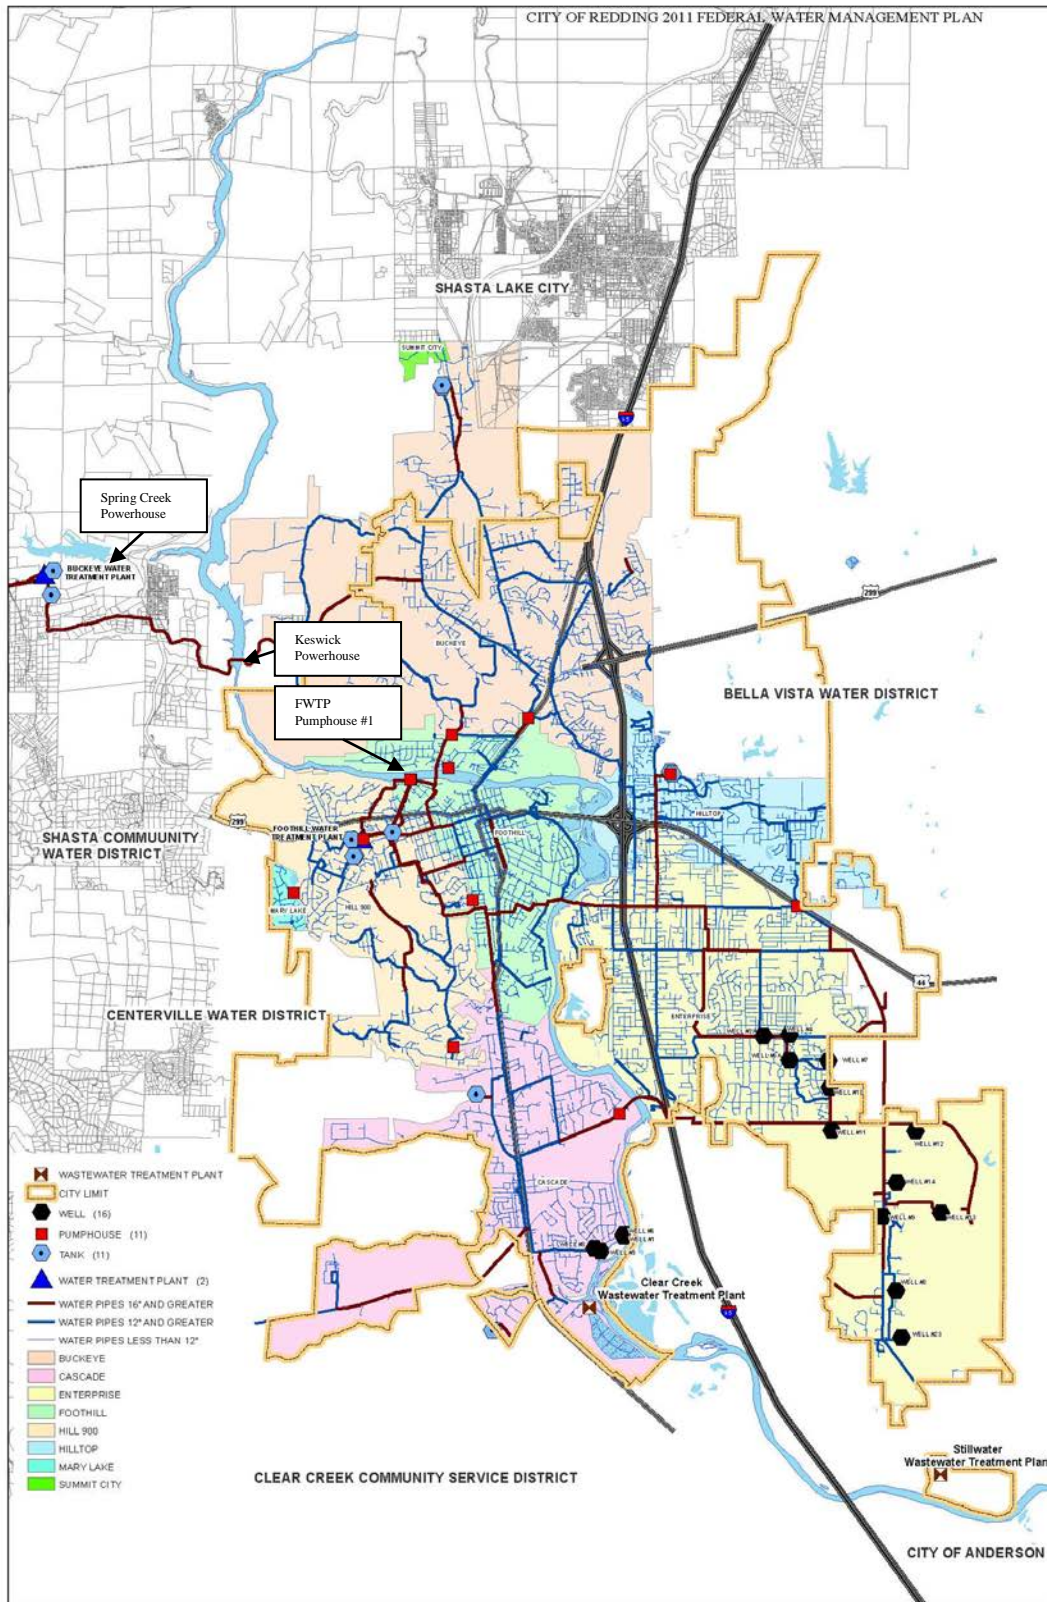 CITY OF REDDING 2011 FEDERAL WATER MANAGEMENT PLAN
SHASTA LAKE CITY
SUMMIT CITY
Spring Creek
Powerhouse
BUCKEYE WATER
TREATMENT PLANT
299
Keswick
Powerhouse
BUCKEYE
FWTP
Pumphouse #1
BELLA VISTA WATER DISTRICT
299
HILLTOP
SHASTA COMMUUNITY
WATER DISTRICT
FOOTHILL WATER
TREATMENT PLANT
FOOTHILL
MARY LAKE
HILL 900
44
CENTERVILLE WATER DISTRICT
ENTERPRISE
WELL #7
WELL #11
WELL #12
WELL #14
WELL #9
CASCADE
WELL #1
Clear Creek
Wastewater Treatment Plant
WASTEWATER TREATMENT PLANT
CITY LIMIT
WELL (16)
PUMPHOUSE (11)
TANK (11)
WATER TREATMENT PLANT (2)
WATER PIPES 16" AND GREATER
WATER PIPES 12" AND GREATER
WATER PIPES LESS THAN 12"
BUCKEYE
CASCADE
ENTERPRISE
FOOTHILL
HILL 900
HILLTOP
MARY LAKE
SUMMIT CITY
CLEAR CREEK COMMUNITY SERVICE DISTRICT
Stillwater
Wastewater Treatment Plan
CITY OF ANDERSON